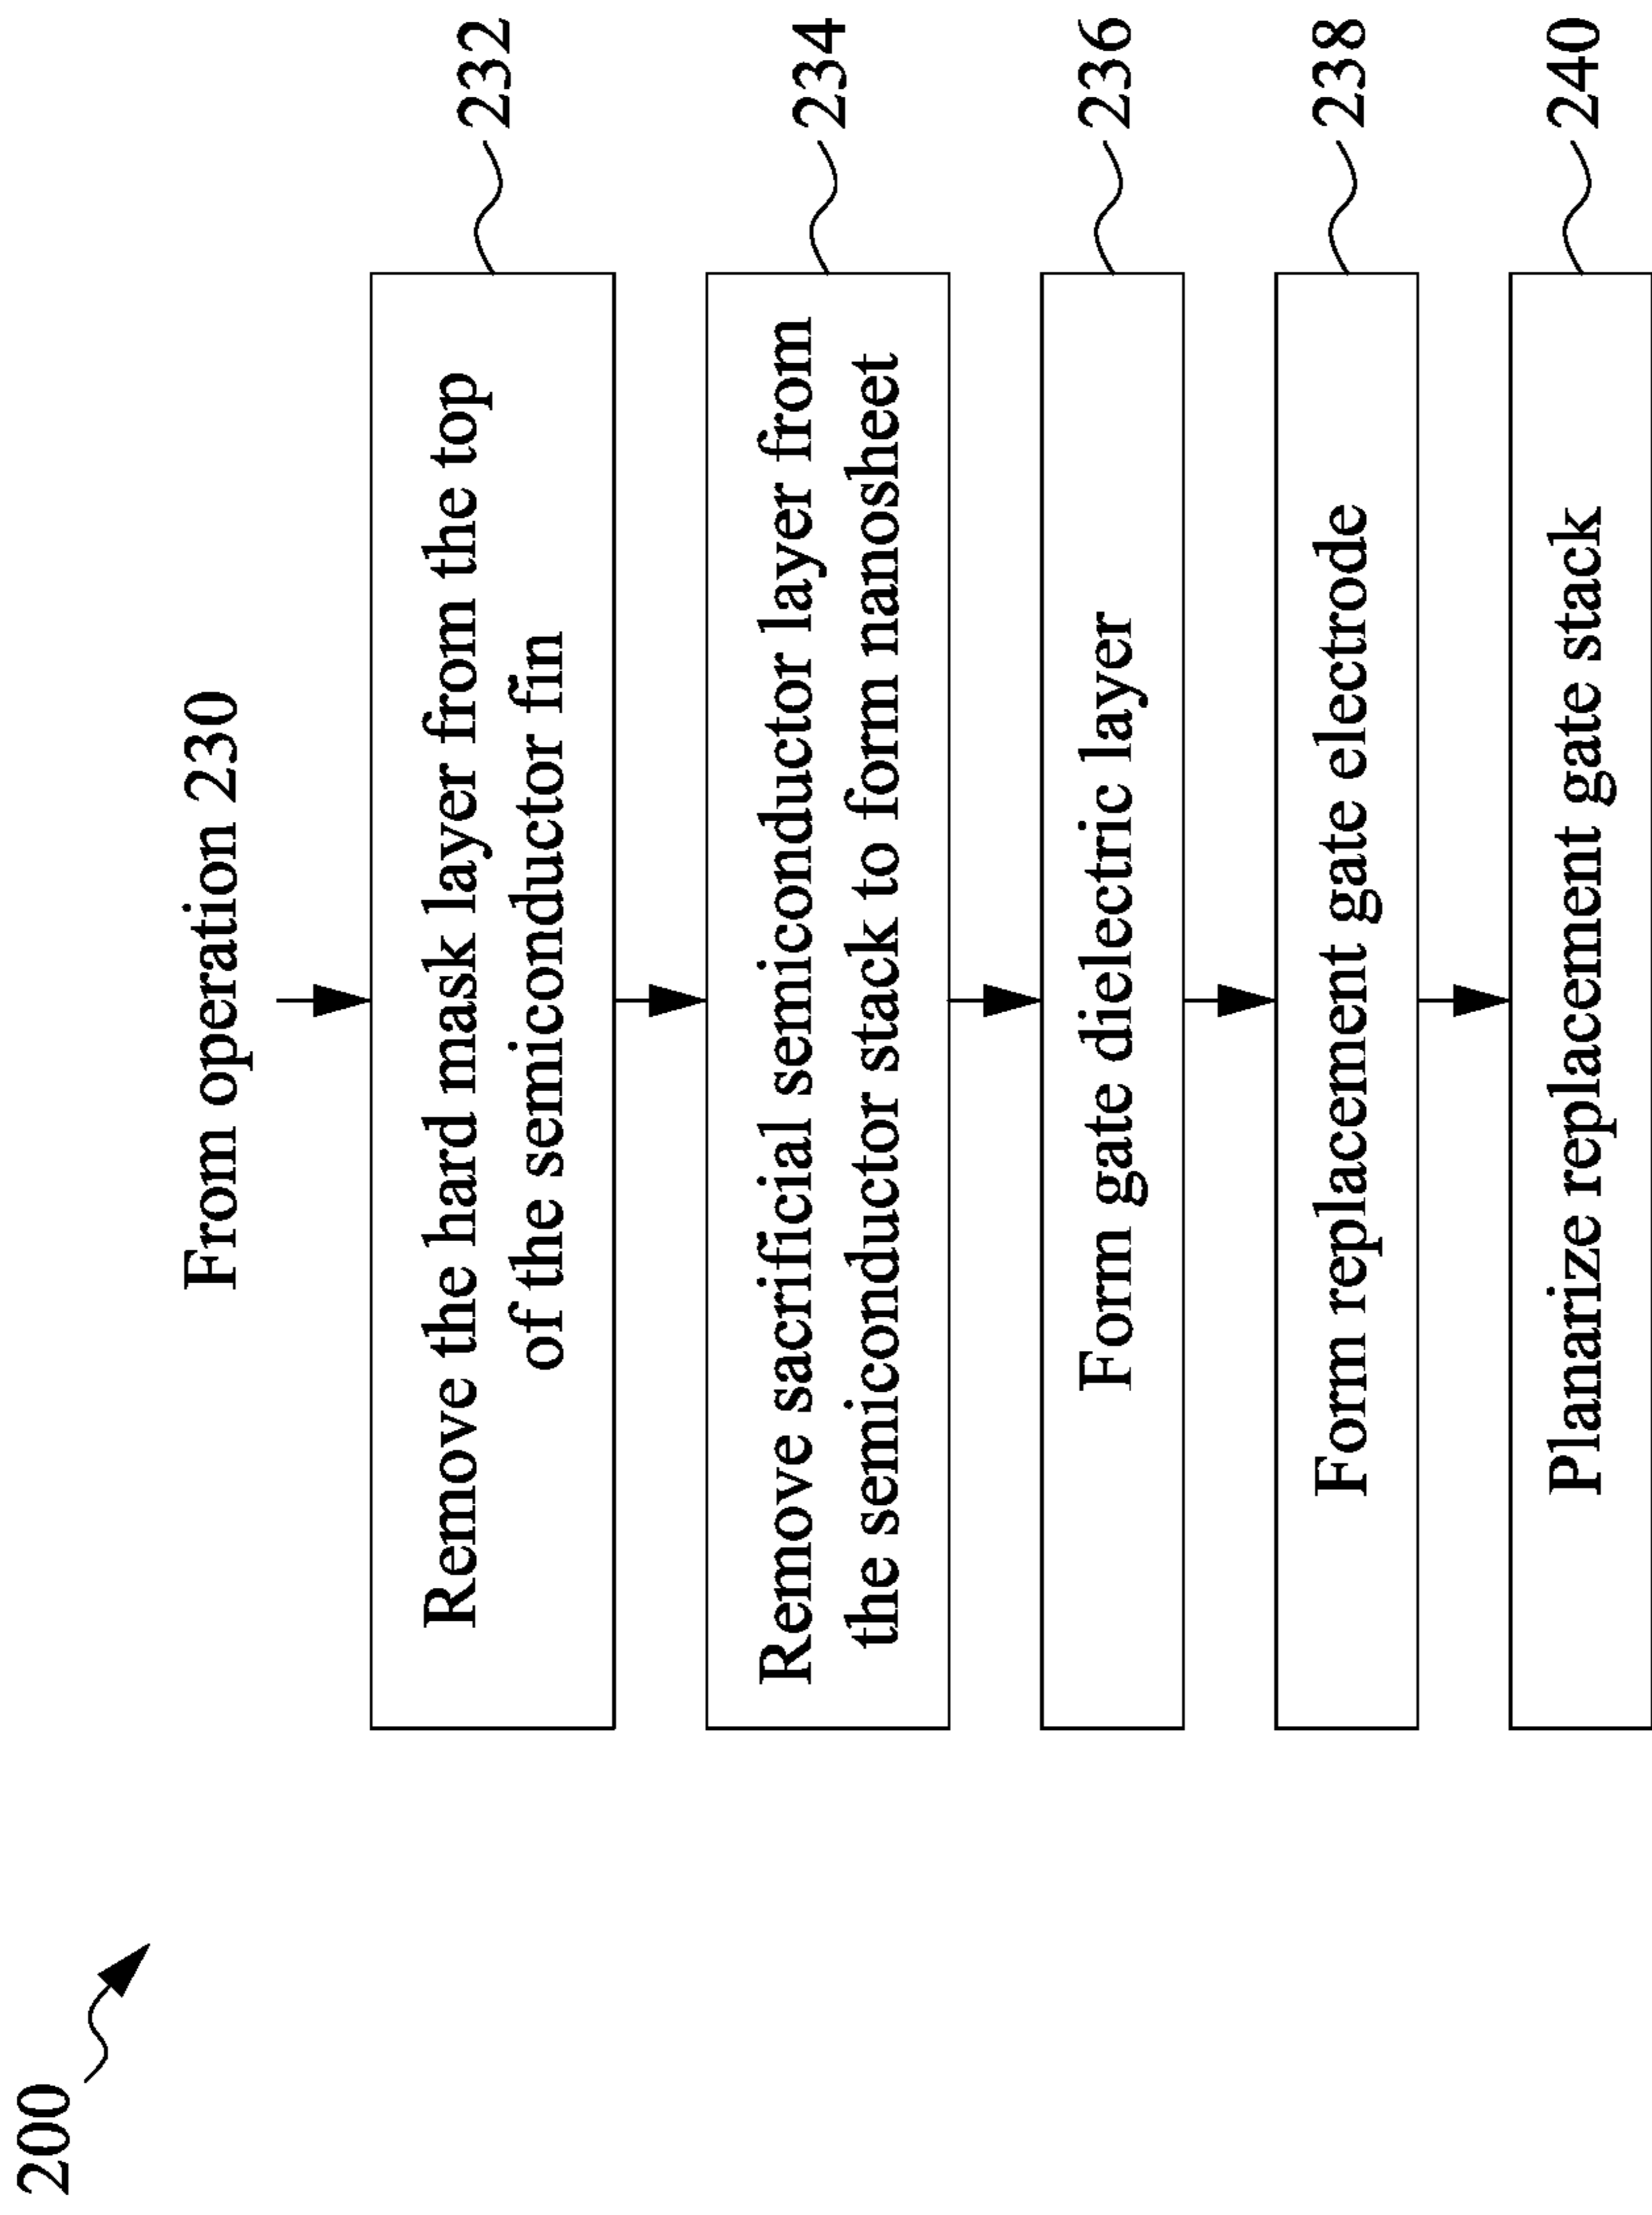 200
From operation 230
Remove the hard mask layer from the top
of the semiconductor fin
232
Remove sacrificial semiconductor layer from
the semiconductor stack to form nanosheet
234
Form gate dielectric layer
236
Form replacement gate electrode
238
Planarize replacement gate stack
240